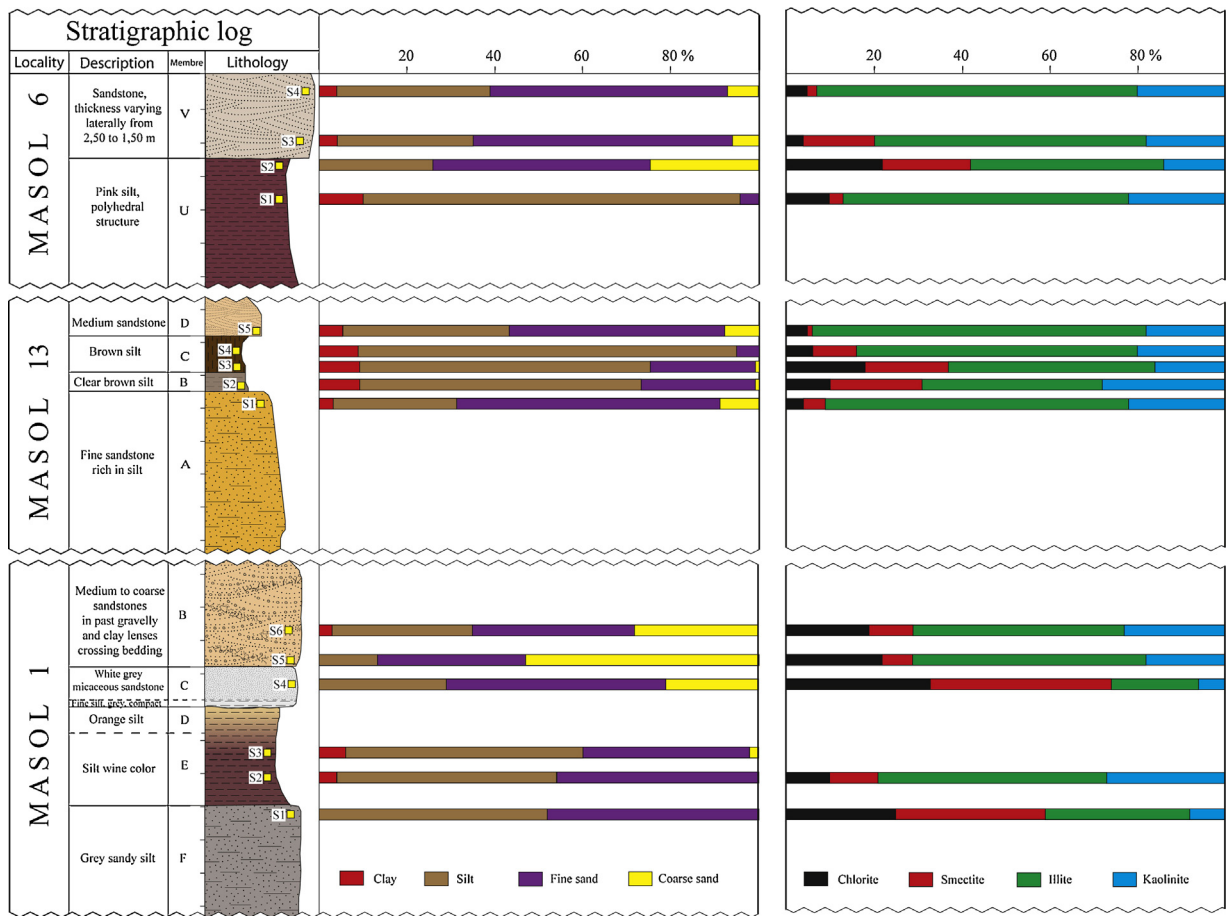 Stratigraphic log
Locality
Description
Membre
Lithology
20
40
60
80 %
20
40
60
80 %
MASOL 6
Sandstone,
thickness varying
laterally from
2,50 to 1,50 m
V
S4
S3
Pink silt,
polyhedral
structure
U
S2
S1
MASOL 13
Medium sandstone
D
S5
Brown silt
C
S4
S3
Clear brown silt
B
S2
Fine sandstone
rich in silt
A
S1
MASOL 1
Medium to coarse
sandstones
in past gravelly
and clay lenses
crossing bedding
B
S6
S5
White grey
micaceous sandstone
C
S4
Fine silt, grey, compact
Orange silt
D
Silt wine color
E
S3
S2
Grey sandy silt
F
S1
Clay
Silt
Fine sand
Coarse sand
Chlorite
Smectite
Illite
Kaolinite